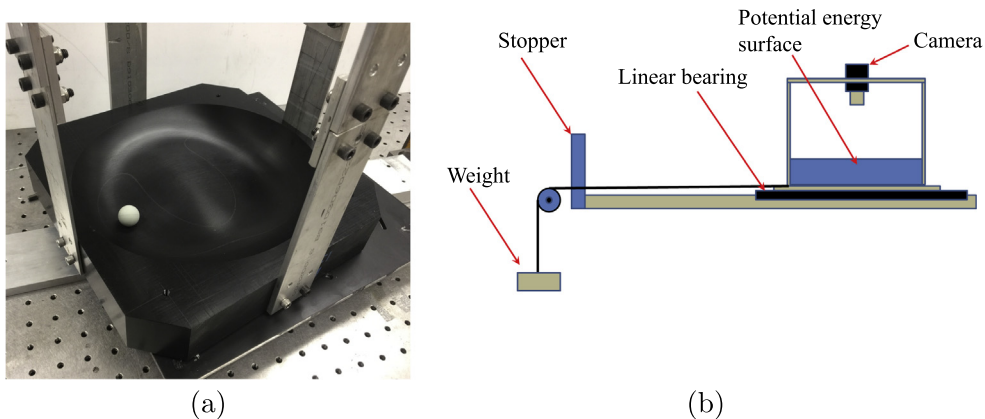 Stopper
Potential energy
surface
Camera
Linear bearing
Weight
(a)
(b)